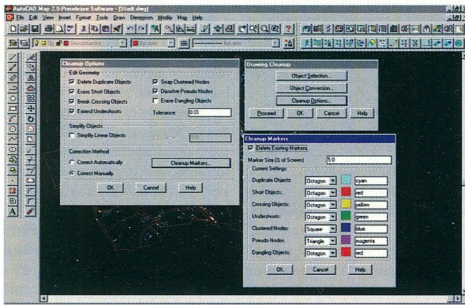 AutoCAD Map 2.0-Prerelease Software - [Stadt.dwg]
File Edit View Insert Format Tools Draw Dimension Modify Map Help
ByLayer
Cleanup Options
Edit Geometry
Delete Duplicate Objects
Snap Clustered Nodes
Erase Short Objects
Dissolve Pseudo Nodes
Break Crossing Objects
Erase Dangling Objects
Extend Undershoots
Tolerance: 0.01
Simplify Objects
Simplify Linear Objects
Correction Method
Correct Automatically
Cleanup Markers...
Correct Manually
OK Cancel Help
Drawing Cleanup
Object Selection...
Object Conversion...
Cleanup Options...
Proceed OK Cancel Help
Cleanup Markers
Delete Existing Markers
Marker Size (% of Screen) 5.0
Current Settings
Duplicate Objects: Octagon cyan
Short Objects: Octagon red
Crossing Objects: Octagon yellow
Undershoots: Octagon green
Clustered Nodes: Square blue
Pseudo Nodes: Triangle magenta
Dangling Objects: Octagon red
OK Cancel Help